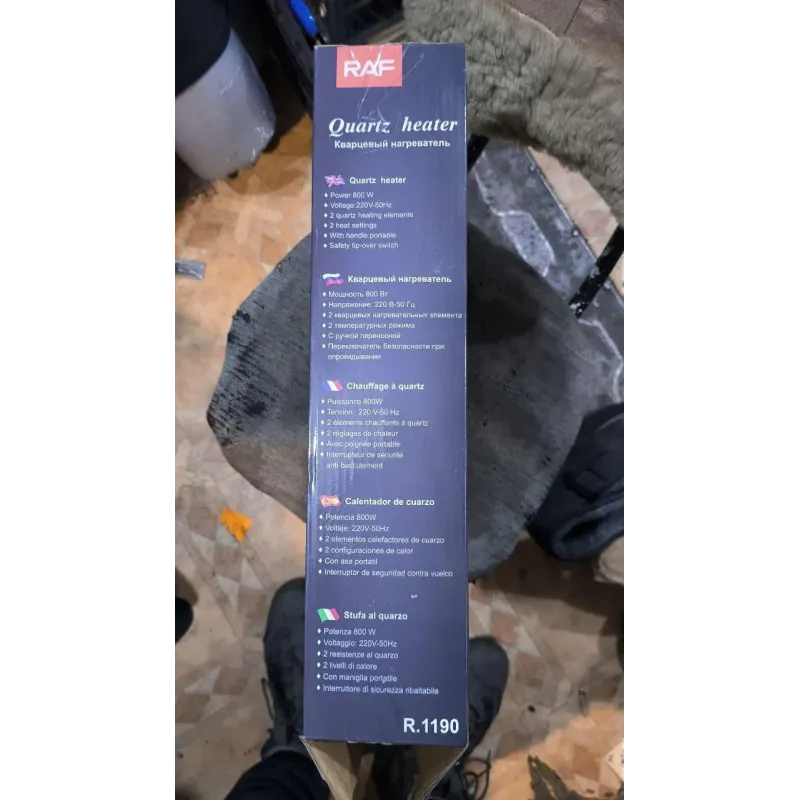 RAF
Quartz heater
Кварцевый нагреватель
Quartz heater
♦ Power 800 W
♦ Voltage:220V-50Hz
♦ 2 quartz heating elements
♦ 2 heat settings
♦ With handle portable
♦ Safety tip-over switch
Кварцевый нагреватель
♦ Мощность 800 Вт
♦ Напряжение: 220 В-50 Гц
♦ 2 кварцевых нагревательных элемента
♦ 2 температурных режима
♦ С ручкой переносной
♦ Переключатель безопасности при
опрокидывании
Chauffage à quartz
♦ Puissance 800W
♦ Tension : 220 V-50 Hz
♦ 2 éléments chauffants à quartz
♦ 2 réglages de chaleur
♦ Avec poignée portable
♦ Interrupteur de sécurité
anti-basculement
Calentador de cuarzo
♦ Potencia 800W
♦ Voltaje: 220V-50Hz
♦ 2 elementos calefactores de cuarzo
♦ 2 configuraciones de calor
♦ Con asa portátil
♦ Interruptor de seguridad contra vuelco
Stufa al quarzo
♦ Potenza 800 W
♦ Voltaggio: 220V-50Hz
♦ 2 resistenze al quarzo
♦ 2 livelli di calore
♦ Con maniglia portatile
♦ Interruttore di sicurezza ribaltabile
R.1190